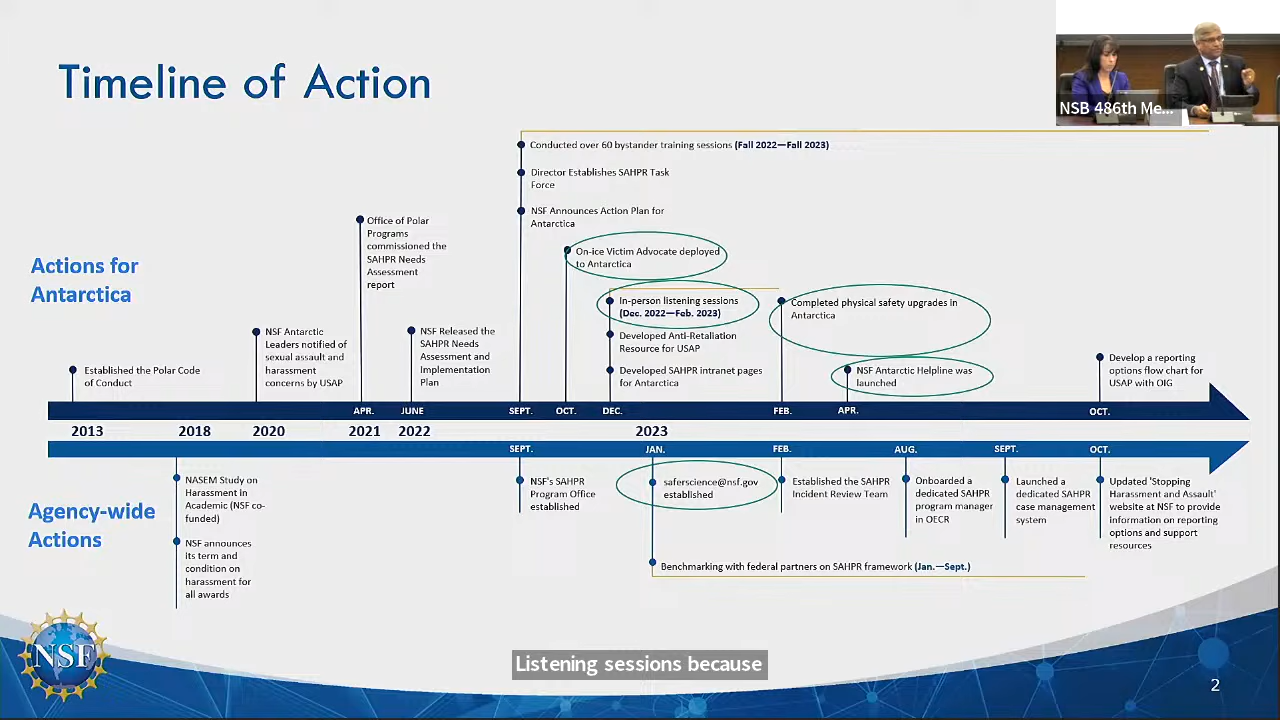 Timeline of Action
NSB 486th Me...
Conducted over 60 bystander training sessions (Fall 2022—Fall 2023)
Director Establishes SAHPR Task
Force
NSF Announces Action Plan for
Antarctica
Office of Polar
Programs
commissioned the
SAHPR Needs
Assessment
report
On-ice Victim Advocate deployed
to Antarctica
Actions for
Antarctica
In-person listening sessions
(Dec. 2022—Feb. 2023)
Completed physical safety upgrades in
Antarctica
NSF Antarctic
Leaders notified of
sexual assault and
harassment
concerns by USAP
NSF Released the
SAHPR Needs
Assessment and
Implementation
Plan
Developed Anti-Retaliation
Resource for USAP
Established the Polar Code
of Conduct
Developed SAHPR intranet pages
for Antarctica
NSF Antarctic Helpline was
launched
Develop a reporting
options flow chart for
USAP with OIG
APR. JUNE SEPT. OCT. DEC. FEB. APR. OCT.
2013 2018 2020 2021 2022 2023
SEPT. JAN. FEB. AUG. SEPT. OCT.
Agency-wide
Actions
NASEM Study on
Harassment in
Academic (NSF co-
funded)
NSF announces
its term and
condition on
harassment for
all awards
NSF's SAHPR
Program Office
established
saferscience@nsf.gov
established
Established the SAHPR
Incident Review Team
Onboarded a
dedicated SAHPR
program manager
in OECR
Launched a
dedicated SAHPR
case management
system
Updated 'Stopping
Harassment and Assault'
website at NSF to provide
information on reporting
options and support
resources
Benchmarking with federal partners on SAHPR framework (Jan.—Sept.)
NSF
Listening sessions because
2